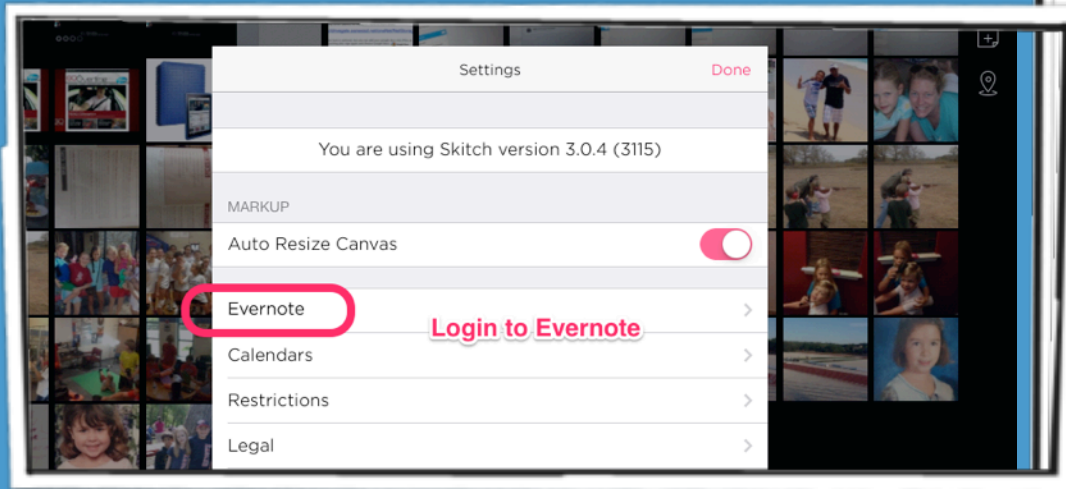 Settings
Done
You are using Skitch version 3.0.4 (3115)
MARKUP
Auto Resize Canvas
Evernote
Login to Evernote
Calendars
Restrictions
Legal